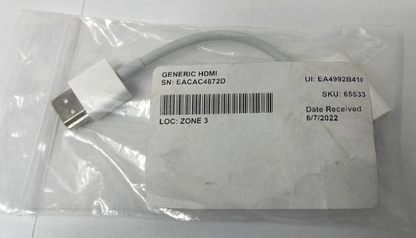 GENERIC HDMI
SN: EACAC4872D
UI: EA4992B41F
SKU: 65533
Date Received
6/7/2022
LOC: ZONE 3